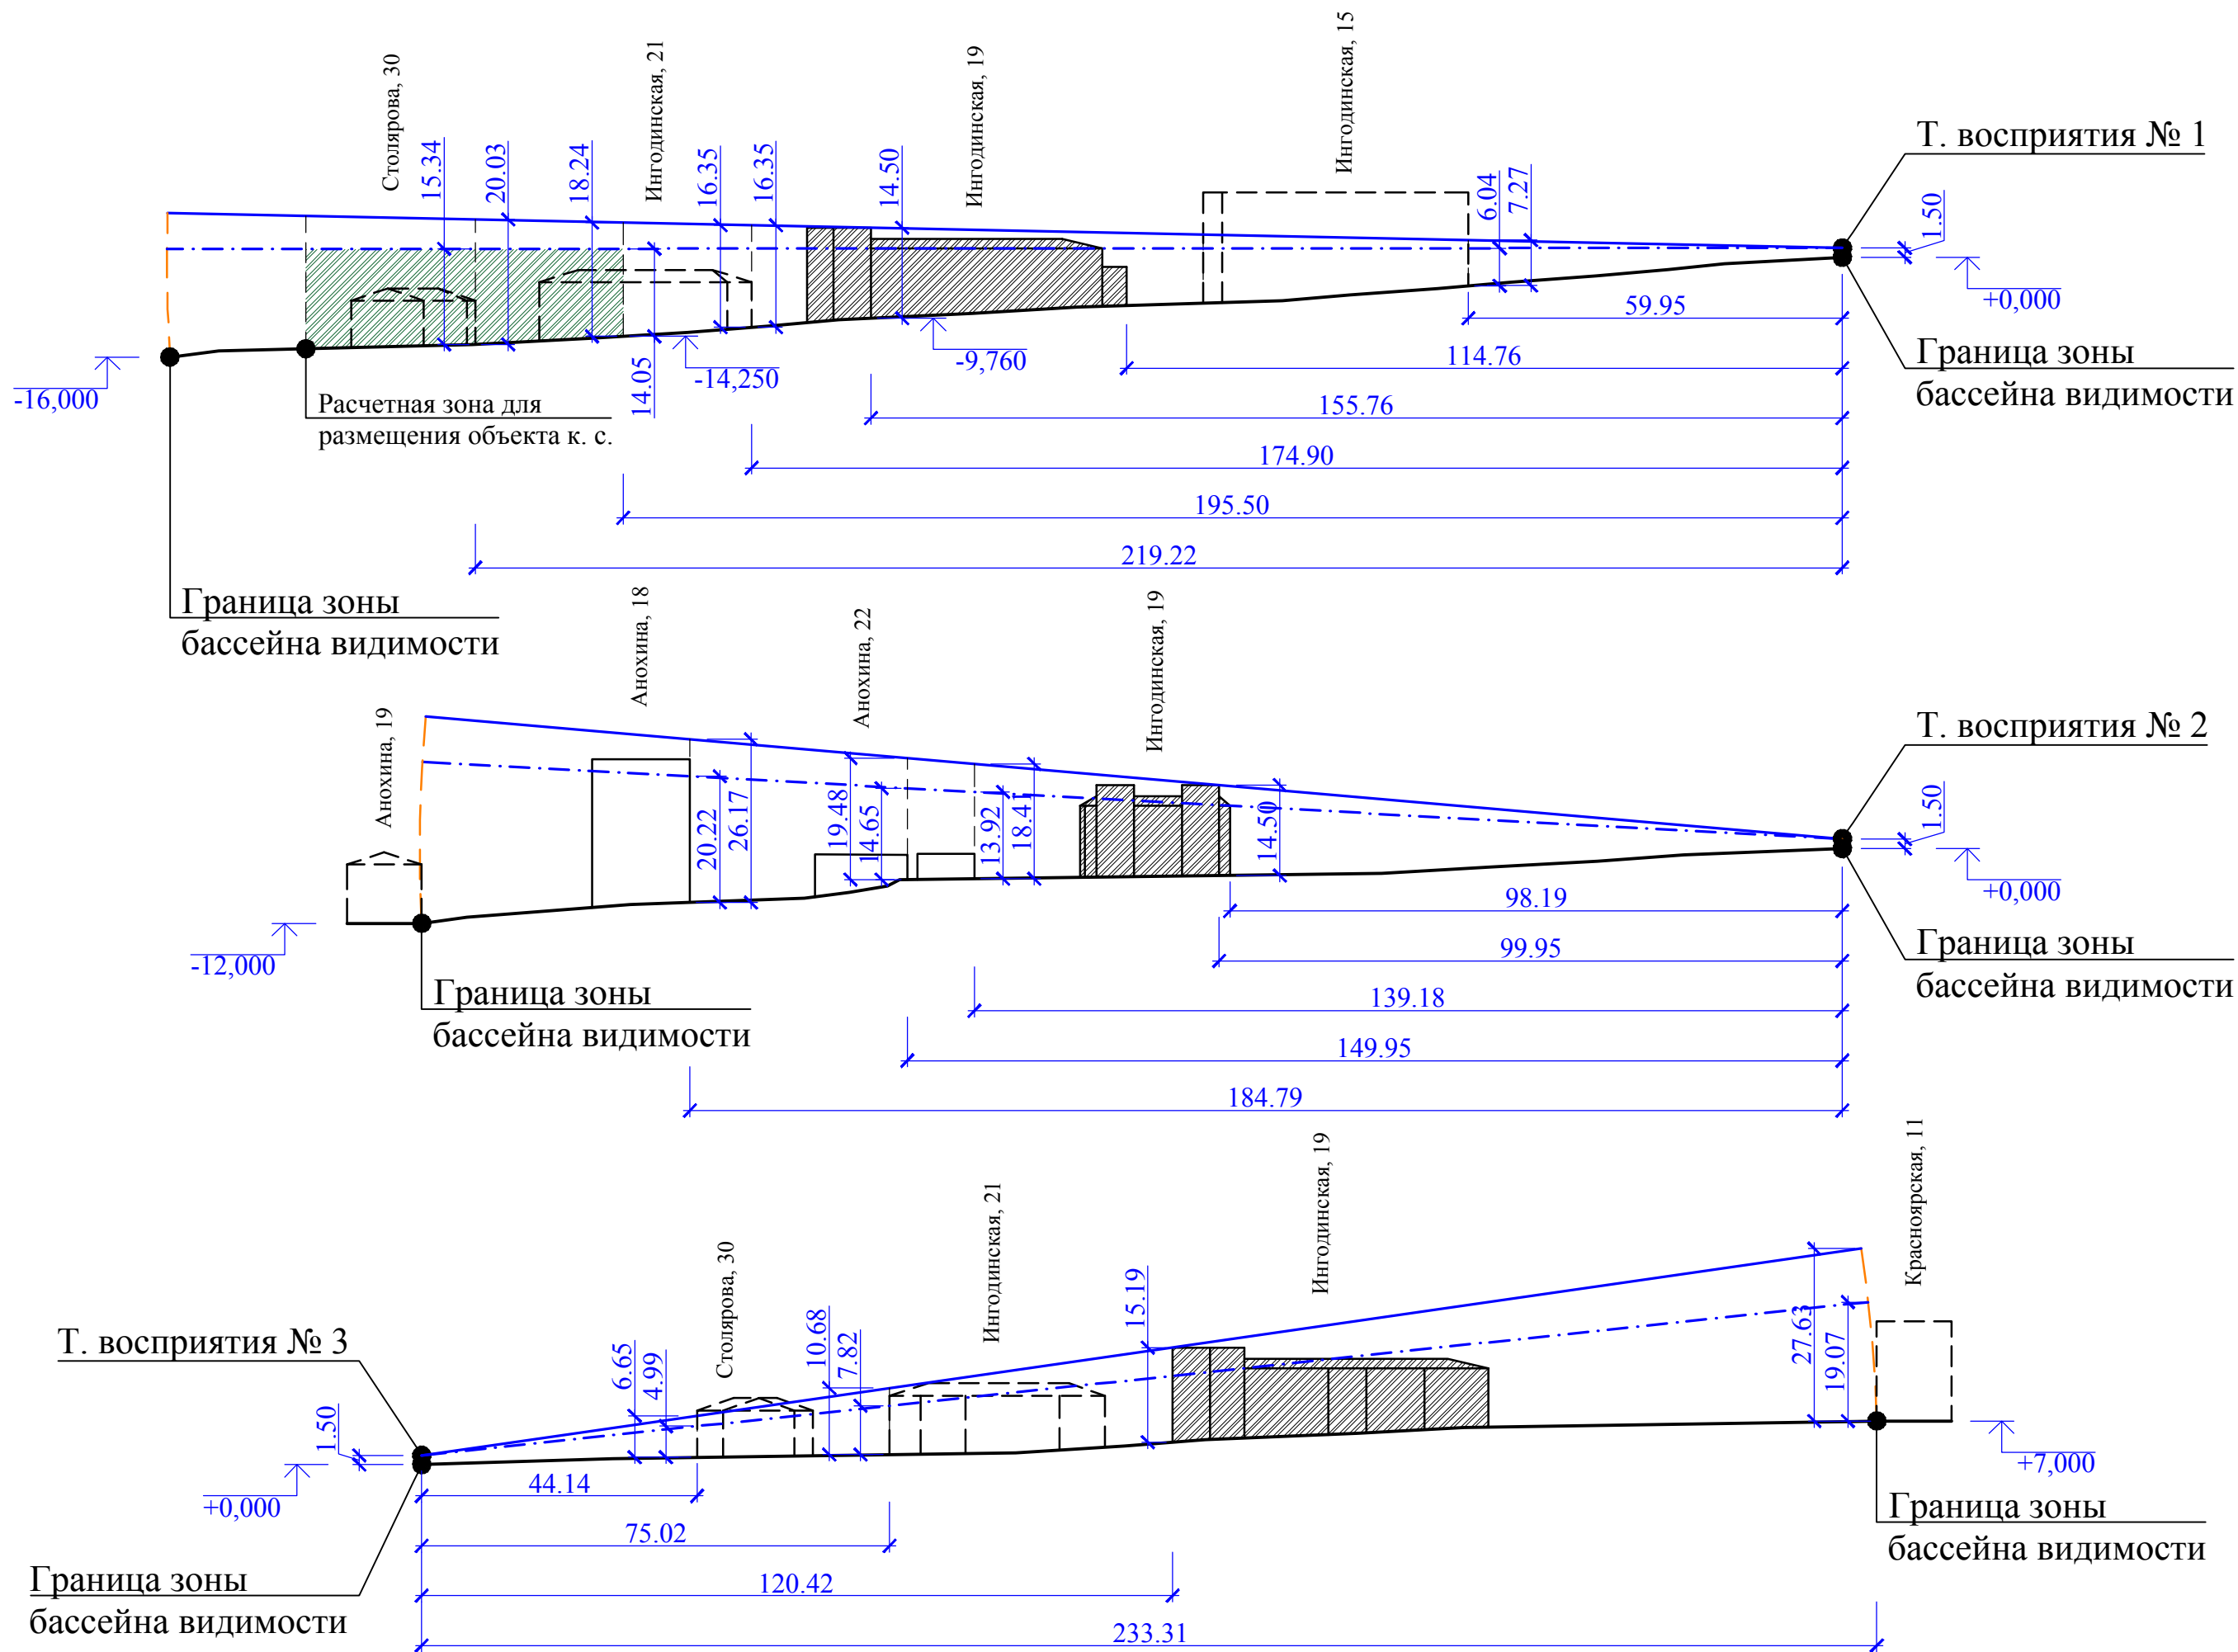 Столярова, 30
Ингодинская, 21
Ингодинская, 19
Ингодинская, 15
Т. восприятия № 1
15.34
20.03
18.24
16.35
16.35
14.50
6.04
7.27
1.50
+0,000
59.95
-16,000
14.05
-14,250
-9,760
114.76
Граница зоны
бассейна видимости
Расчетная зона для
размещения объекта к. с.
155.76
174.90
195.50
219.22
Граница зоны
бассейна видимости
Анохина, 19
Анохина, 18
Анохина, 22
Ингодинская, 19
Т. восприятия № 2
20.22
26.17
19.48
14.65
13.92
18.41
14.50
1.50
+0,000
-12,000
98.19
Граница зоны
бассейна видимости
99.95
Граница зоны
бассейна видимости
139.18
149.95
184.79
Столярова, 30
Ингодинская, 21
Ингодинская, 19
Красноярская, 11
Т. восприятия № 3
1.50
6.65
4.99
10.68
7.82
15.19
27.63
19.07
+0,000
+7,000
44.14
Граница зоны
бассейна видимости
75.02
Граница зоны
бассейна видимости
120.42
233.31